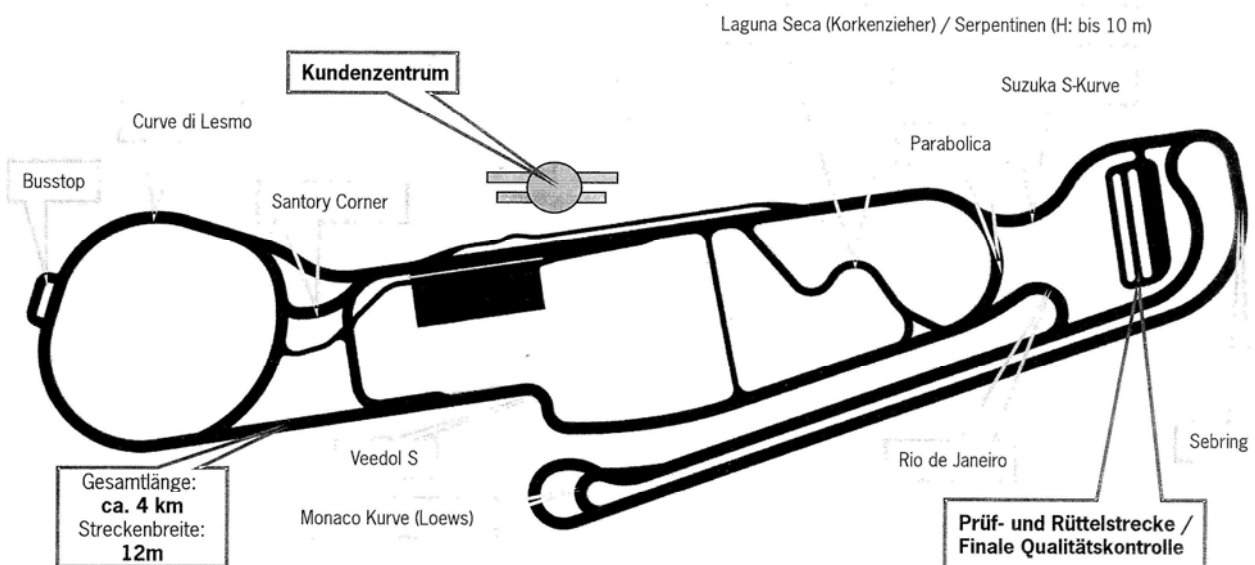 Laguna Seca (Korkenzieher) / Serpentinen (H: bis 10 m)
Kundenzentrum
Suzuka S-Kurve
Curve di Lesmo
Parabolica
Busstop
Santory Corner
Veedol S
Rio de Janeiro
Sebring
Gesamtlänge:
ca. 4 km
Streckenbreite:
12m
Monaco Kurve (Loews)
Prüf- und Rüttelstrecke /
Finale Qualitätskontrolle